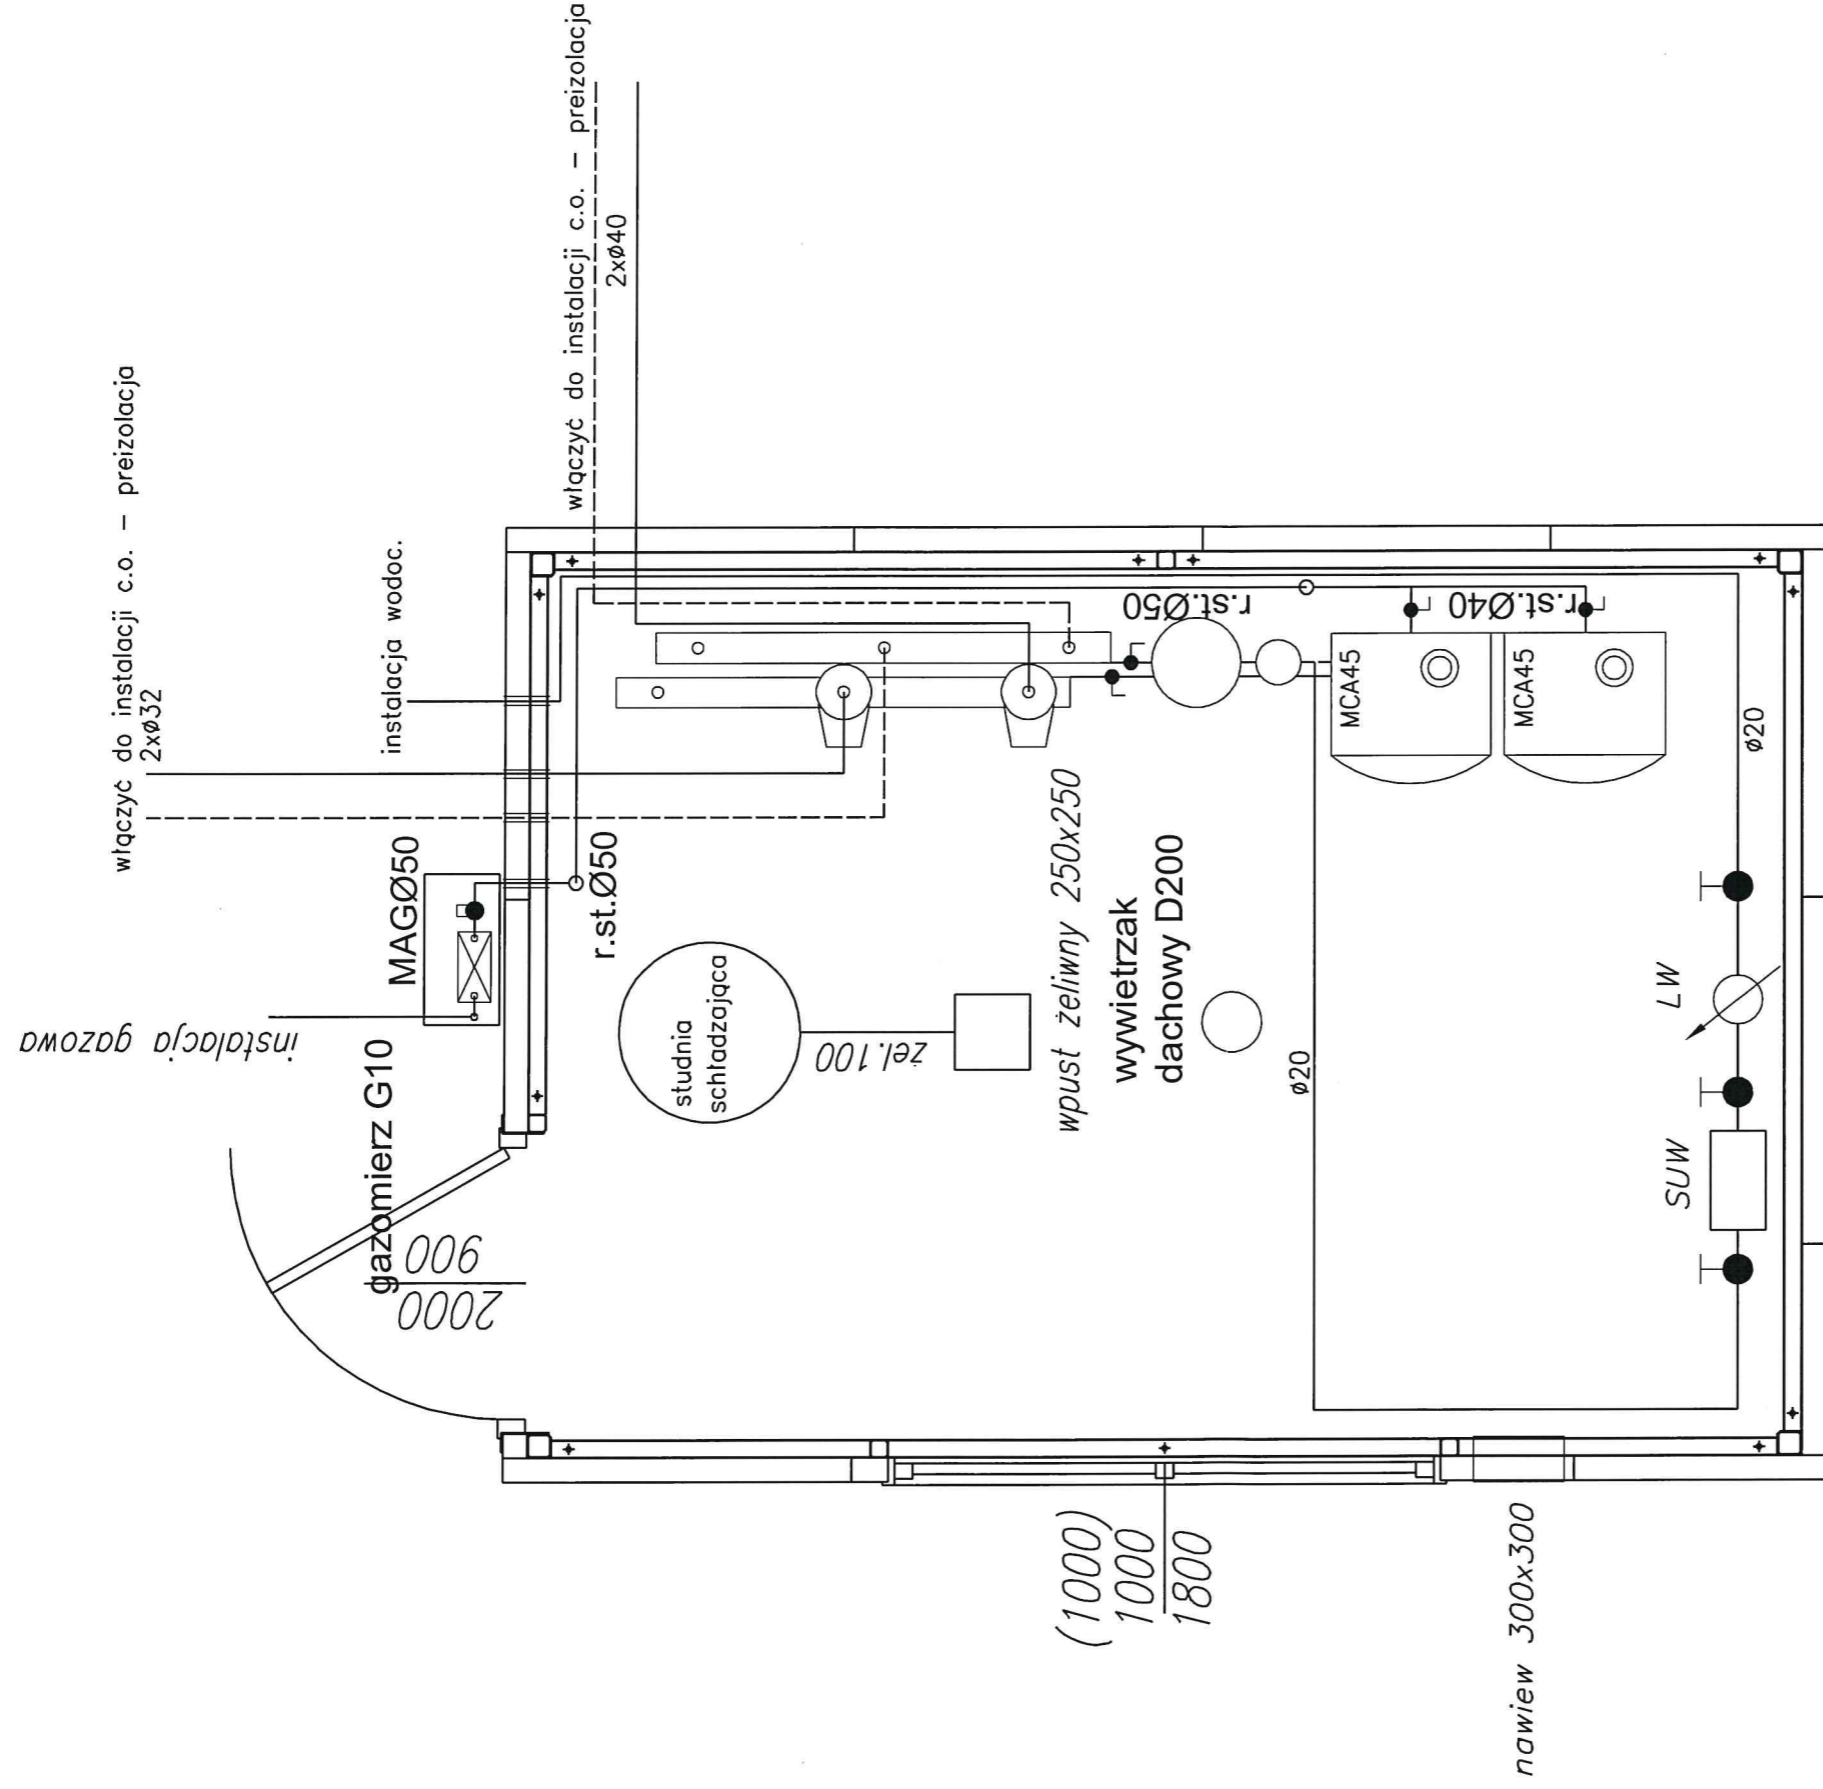 włączyć do instalacji c.o. – preizolacja
2xø32
instalacja wodoc.
włączyć do instalacji c.o. – preizolacja
2xø40
instalacja gazowa
MAGØ50
gazomierz G10
900
2000
r.st.Ø50
studnia
schładzająca
żel.100
wpust żeliwny 250x250
wywietrzak
dachowy D200
r.st.Ø50
r.st.Ø40
MCA45
MCA45
ø20
ø20
LW
SUW
(1000)
1000
1800
nawiew 300x300